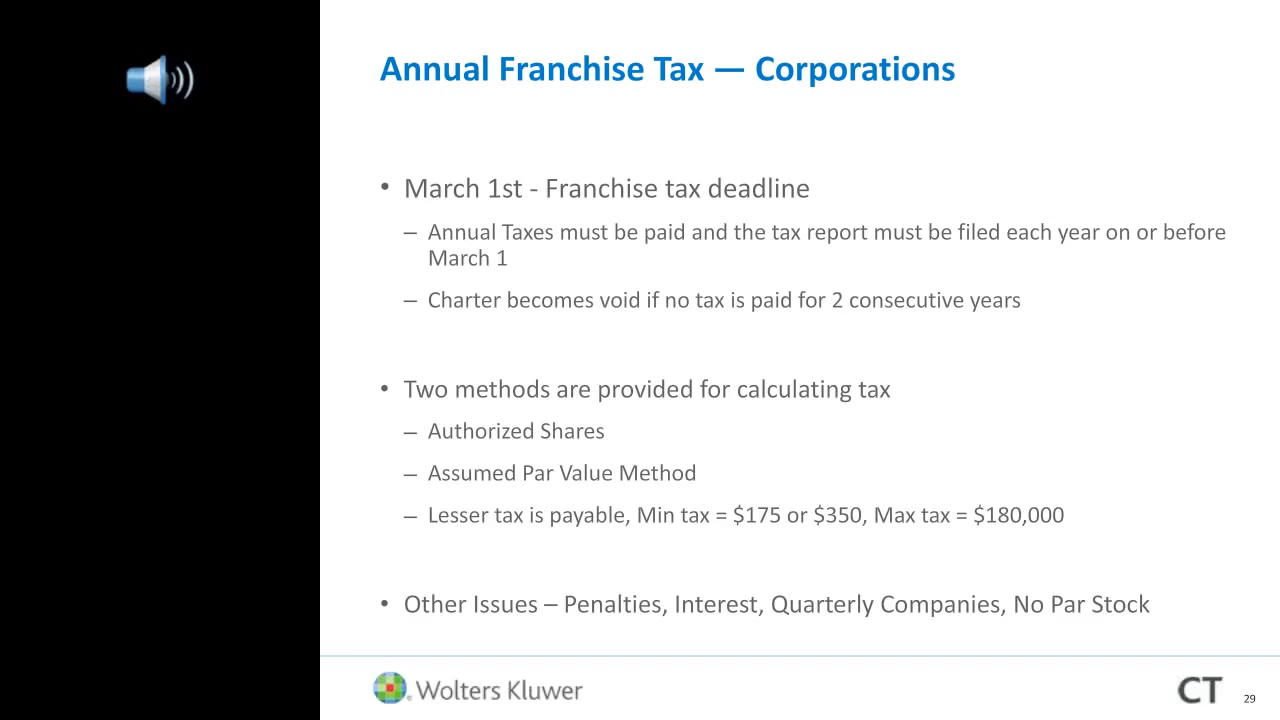 Annual Franchise Tax — Corporations
• March 1st - Franchise tax deadline
– Annual Taxes must be paid and the tax report must be filed each year on or before
March 1
– Charter becomes void if no tax is paid for 2 consecutive years
• Two methods are provided for calculating tax
– Authorized Shares
– Assumed Par Value Method
– Lesser tax is payable, Min tax = $175 or $350, Max tax = $180,000
• Other Issues – Penalties, Interest, Quarterly Companies, No Par Stock
Wolters Kluwer
CT
29